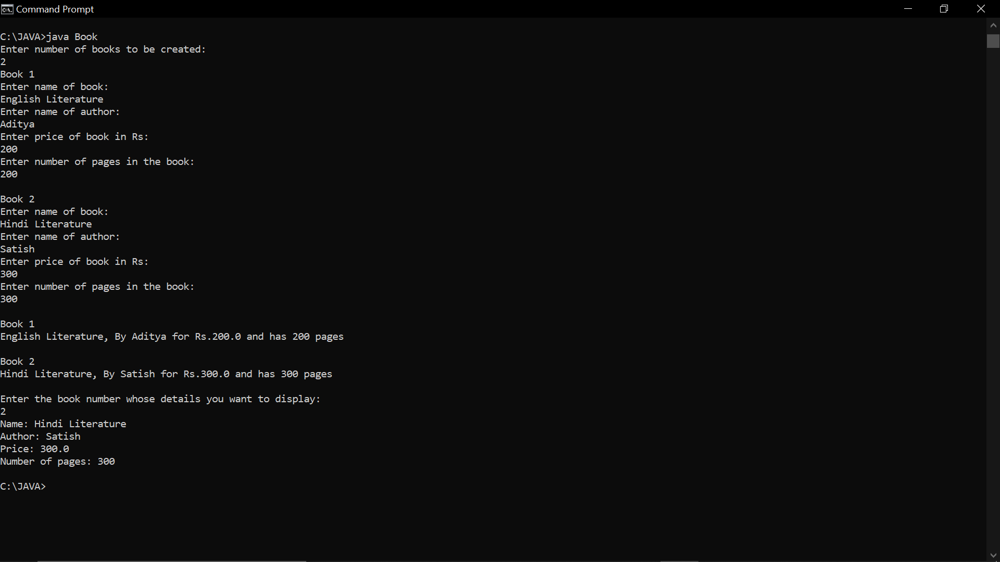 Command Prompt
C:\JAVA>java Book
Enter number of books to be created:
2
Book 1
Enter name of book:
English Literature
Enter name of author:
Aditya
Enter price of book in Rs:
200
Enter number of pages in the book:
200
Book 2
Enter name of book:
Hindi Literature
Enter name of author:
Satish
Enter price of book in Rs:
300
Enter number of pages in the book:
300
Book 1
English Literature, By Aditya for Rs.200.0 and has 200 pages
Book 2
Hindi Literature, By Satish for Rs.300.0 and has 300 pages
Enter the book number whose details you want to display:
2
Name: Hindi Literature
Author: Satish
Price: 300.0
Number of pages: 300
C:\JAVA>